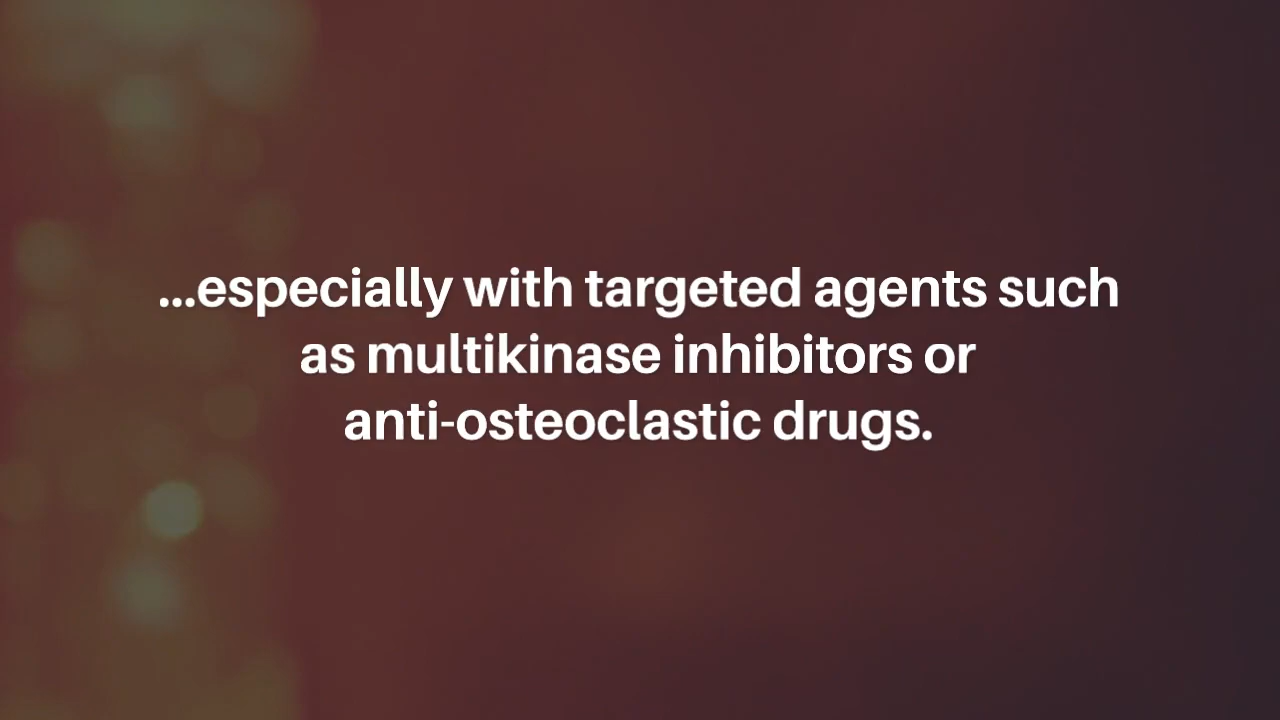 ...especially with targeted agents such
as multikinase inhibitors or
anti-osteoclastic drugs.